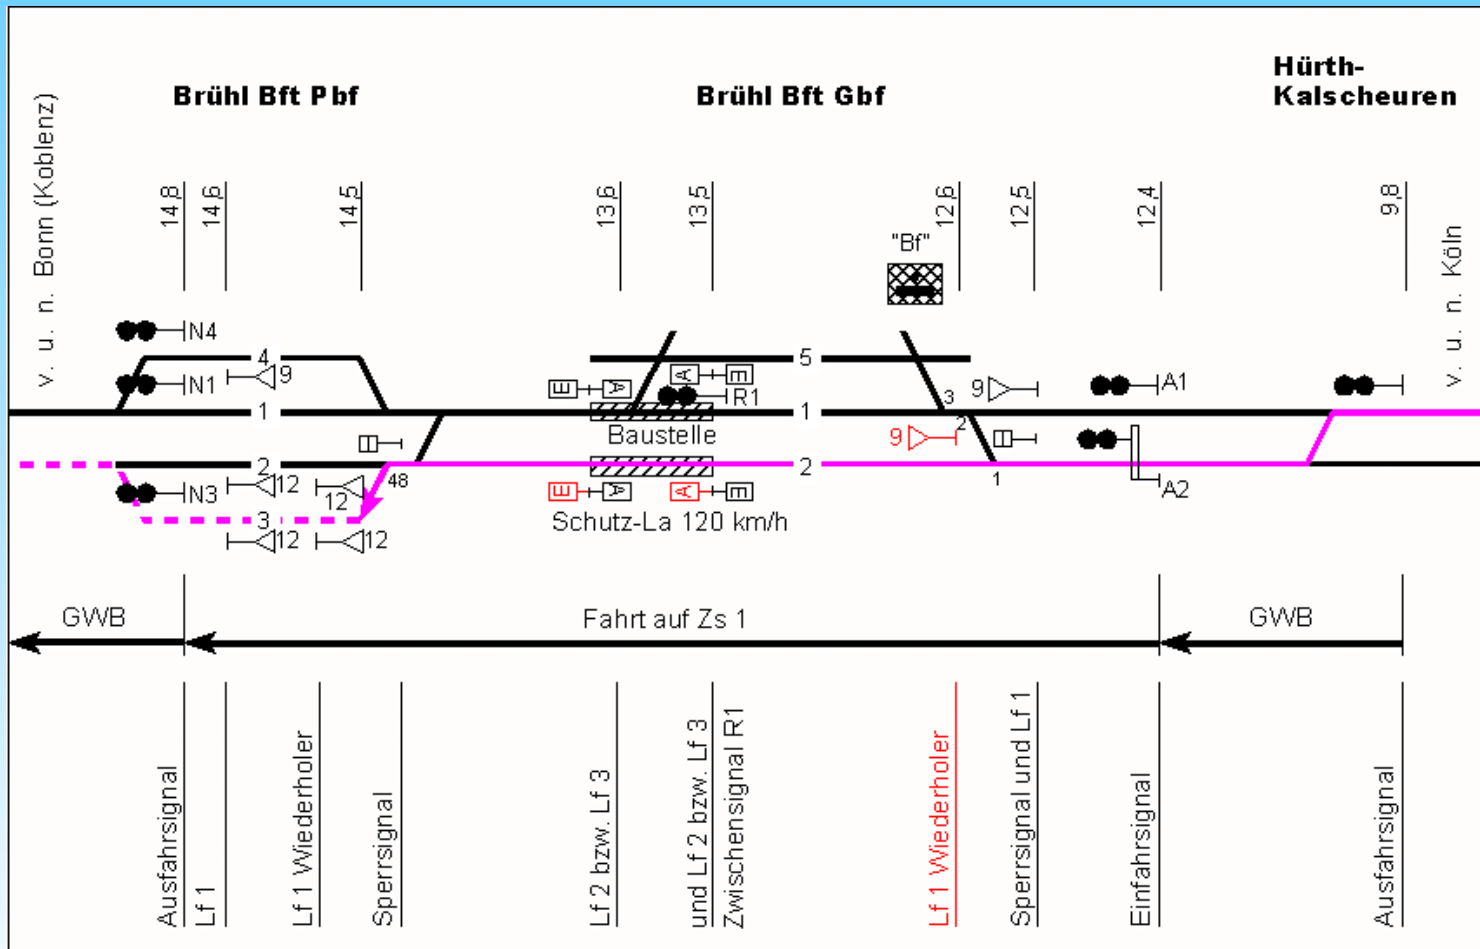 Brühl Bft Pbf
Brühl Bft Gbf
Hürth-
Kalscheuren
v. u. n. Bonn (Koblenz)
14,8
14,6
14,5
13,6
13,5
12,6
12,5
12,4
9,8
v. u. n. Köln
"Bf"
N4
4
5
N1
9
E
A
A
E
R1
9
A1
1
1
3
2
Baustelle
9
2
48
2
1
N3
12
12
E
A
A
E
A2
3
12
12
Schutz-La 120 km/h
GWB
Fahrt auf Zs 1
GWB
Ausfahrsignal
Lf 1
Lf 1 Wiederholer
Sperrsignal
Lf 2 bzw. Lf 3
und Lf 2 bzw. Lf 3
Zwischensignal R1
Lf 1 Wiederholer
Sperrsignal und Lf 1
Einfahrsignal
Ausfahrsignal